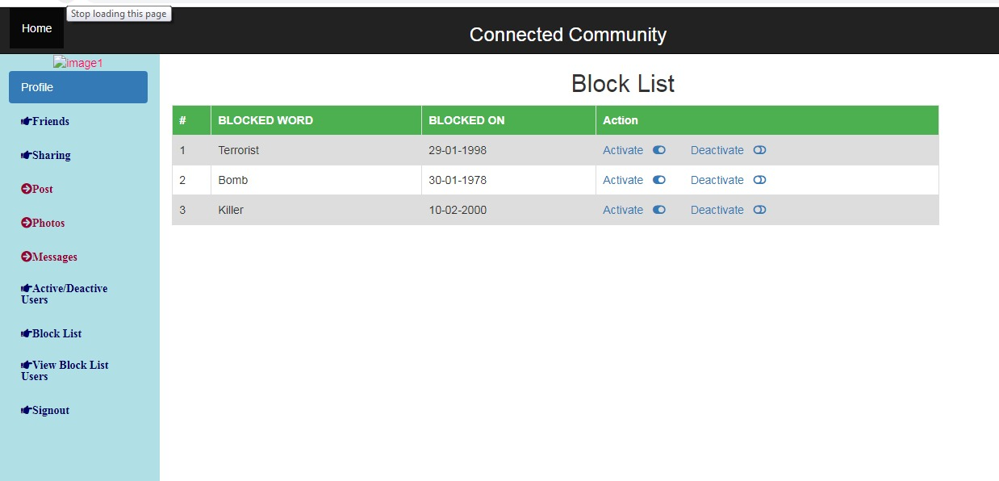 Stop loading this page
Home
Connected Community
image1
Profile
Friends
Sharing
Post
Photos
Messages
Active/Deactive
Users
Block List
View Block List
Users
Signout
Block List
# BLOCKED WORD BLOCKED ON Action
1 Terrorist 29-01-1998 Activate Deactivate
2 Bomb 30-01-1978 Activate Deactivate
3 Killer 10-02-2000 Activate Deactivate